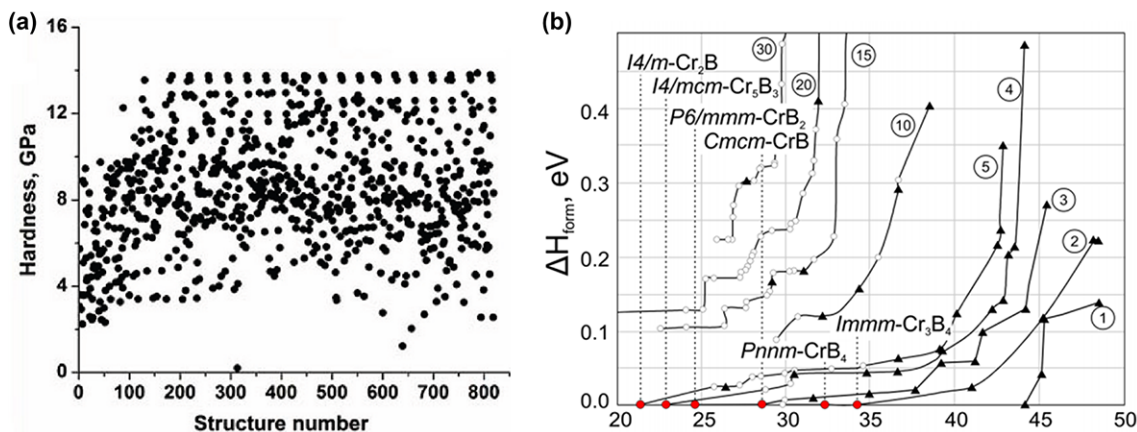 (a)
16
12
8
4
0
Hardness, GPa
0 100 200 300 400 500 600 700 800
Structure number
(b)
ΔHform, eV
0.4
0.3
0.2
0.1
0.0
20 25 30 35 40 45 50
I4/m-Cr2B
I4/mcm-Cr5B3
P6/mmm-CrB2
Cmcm-CrB
Pnnm-CrB4
Immm-Cr3B4
30
20
15
10
5
4
3
2
1